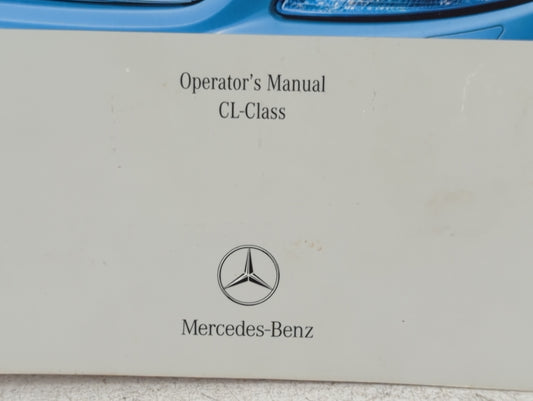 Operator's Manual
CL-Class
Mercedes-Benz